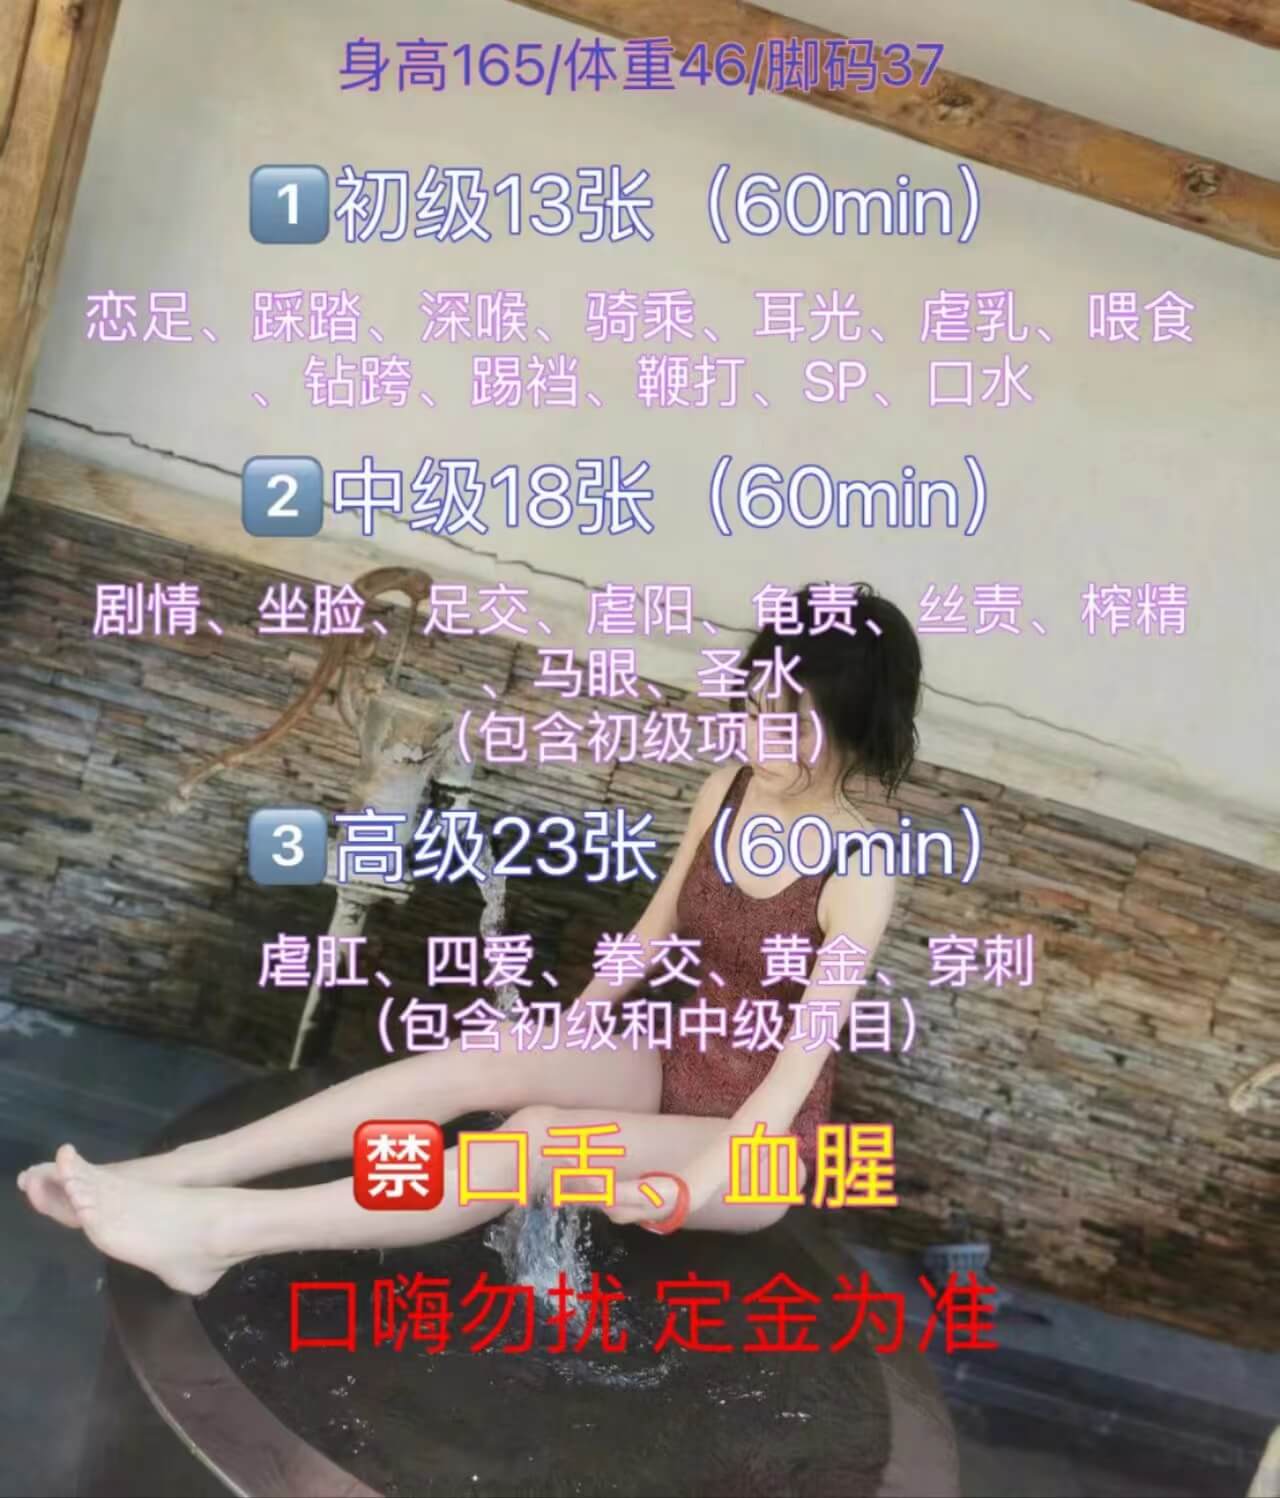 身高165/体重46/脚码37
1初级13张（60min）
恋足、踩踏、深喉、骑乘、耳光、虐乳、喂食
、钻跨、踢裆、鞭打、SP、口水
2中级18张（60min）
剧情、坐脸、足交、虐阳、龟责、丝责、榨精
、马眼、圣水
（包含初级项目）
3高级23张（60min）
虐肛、四爱、拳交、黄金、穿刺
（包含初级和中级项目）
禁口舌、血腥
口嗨勿扰 定金为准